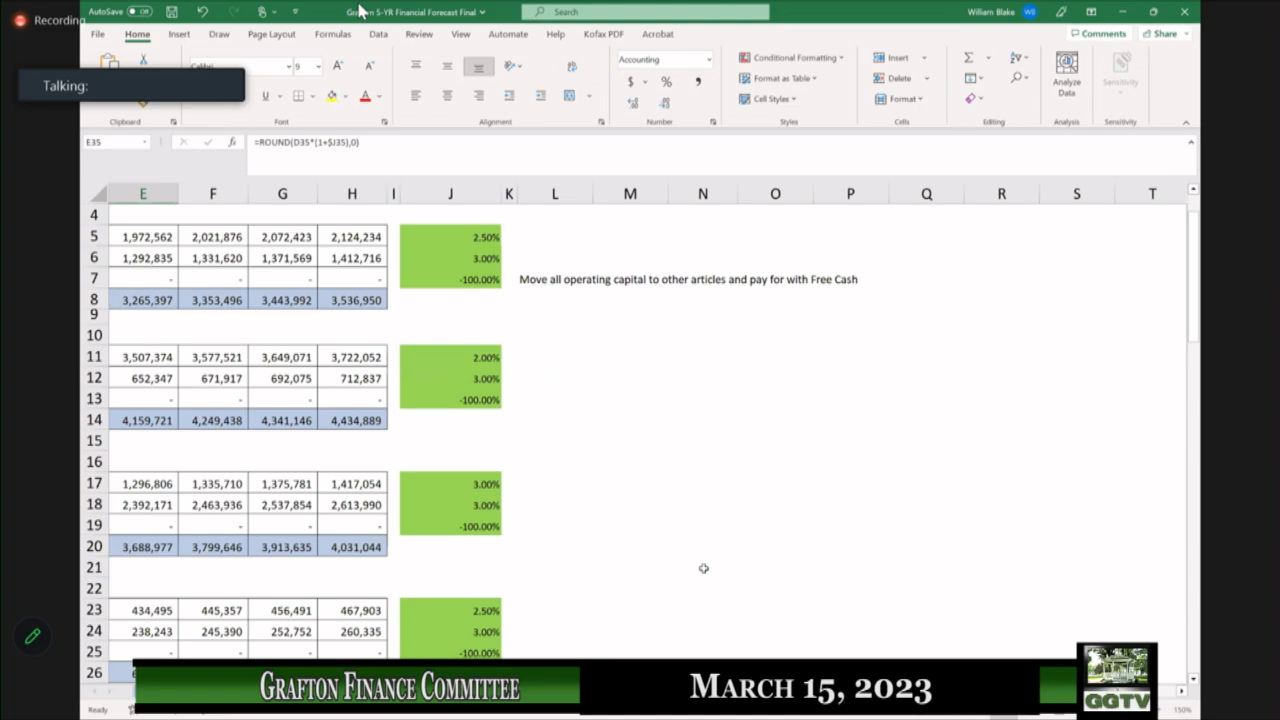 Recording
AutoSave Off
Grafton 5-YR Financial Forecast Final
Search
William Blake WB
File Home Insert Draw Page Layout Formulas Data Review View Automate Help Kofax PDF Acrobat
Comments Share
Talking:
9 A A
U A
Accounting
$ % ,
Conditional Formatting
Format as Table
Cell Styles
Insert
Delete
Format
Analyze Data
Sensitivity
Clipboard Font Alignment Number Styles Cells Editing Analysis Sensitivity
E35 fx =ROUND(D35*(1+$J35),0)
E F G H I J K L M N O P Q R S T
4
5 1,972,562 2,021,876 2,072,423 2,124,234 2.50%
6 1,292,835 1,331,620 1,371,569 1,412,716 3.00%
7 - - - - -100.00% Move all operating capital to other articles and pay for with Free Cash
8 3,265,397 3,353,496 3,443,992 3,536,950
9
10
11 3,507,374 3,577,521 3,649,071 3,722,052 2.00%
12 652,347 671,917 692,075 712,837 3.00%
13 - - - - -100.00%
14 4,159,721 4,249,438 4,341,146 4,434,889
15
16
17 1,296,806 1,335,710 1,375,781 1,417,054 3.00%
18 2,392,171 2,463,936 2,537,854 2,613,990 3.00%
19 - - - - -100.00%
20 3,688,977 3,799,646 3,913,635 4,031,044
21
22
23 434,495 445,357 456,491 467,903 2.50%
24 238,243 245,390 252,752 260,335 3.00%
25 -100.00%
26
GRAFTON FINANCE COMMITTEE
MARCH 15, 2023
GGTV
Ready
150%